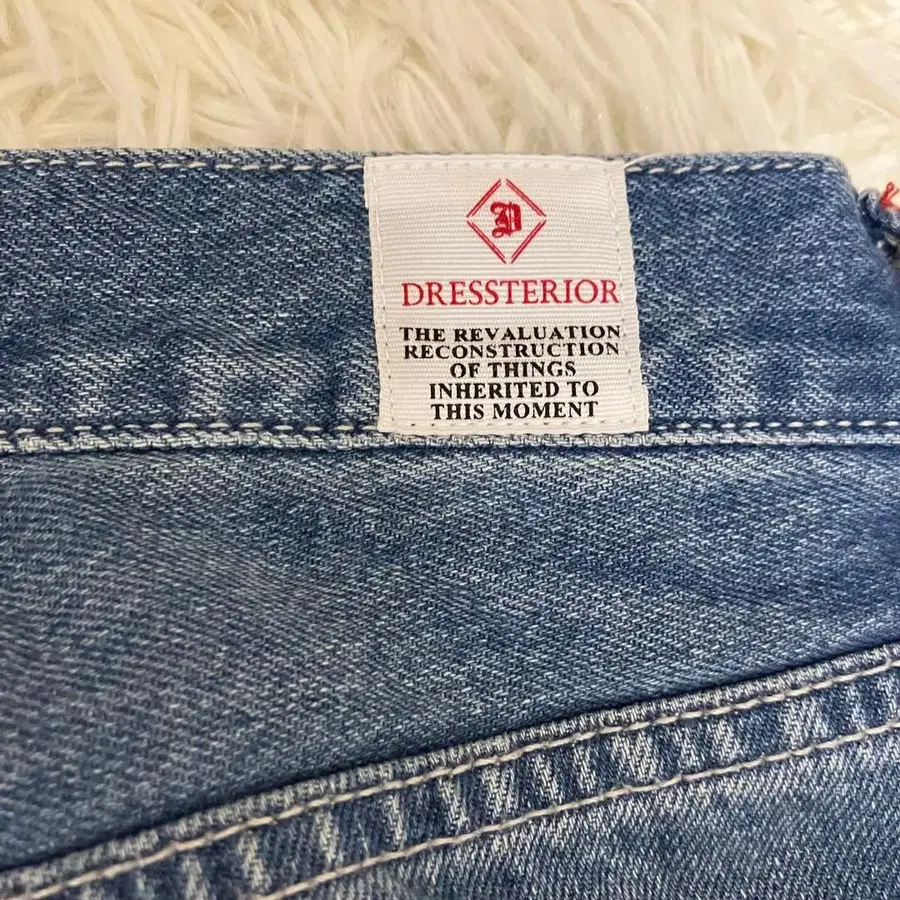 D
DRESSTERIOR
THE REVALUATION
RECONSTRUCTION
OF THINGS
INHERITED TO
THIS MOMENT